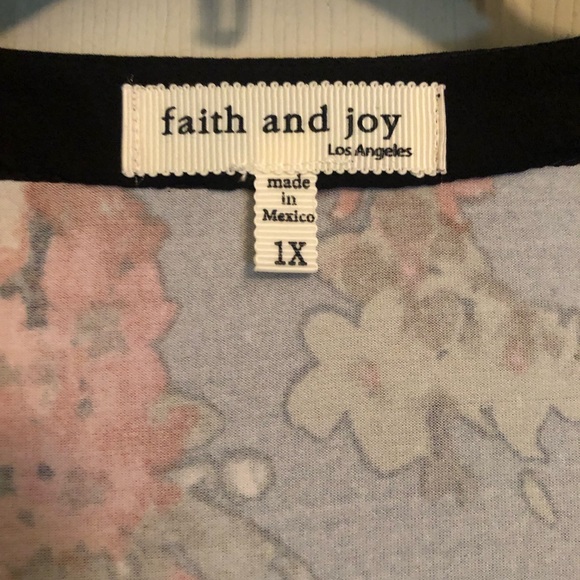 faith and joy
Los Angeles
made
in
Mexico
1X